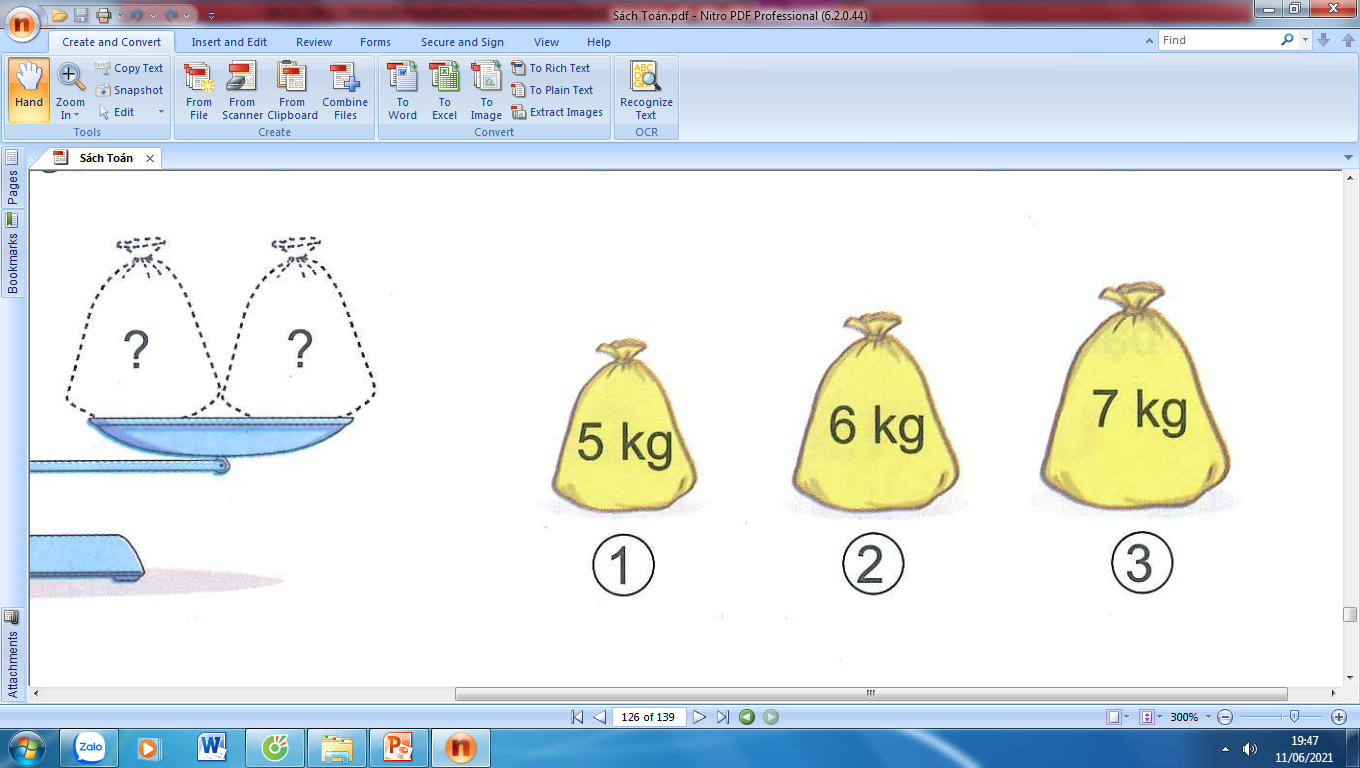 Sách Toán.pdf - Nitro PDF Professional (6.2.0.44)
Create and Convert
Insert and Edit
Review
Forms
Secure and Sign
View
Help
Find
Hand
Zoom In
Copy Text
Snapshot
Edit
Tools
From File
From Scanner
From Clipboard
Combine Files
Create
To Word
To Excel
To Image
To Rich Text
To Plain Text
Extract Images
Convert
Recognize Text
OCR
Sách Toán
Pages
Bookmarks
Attachments
? ?
5 kg
6 kg
7 kg
1
2
3
126 of 139
300%
Zalo
19:47
11/06/2021